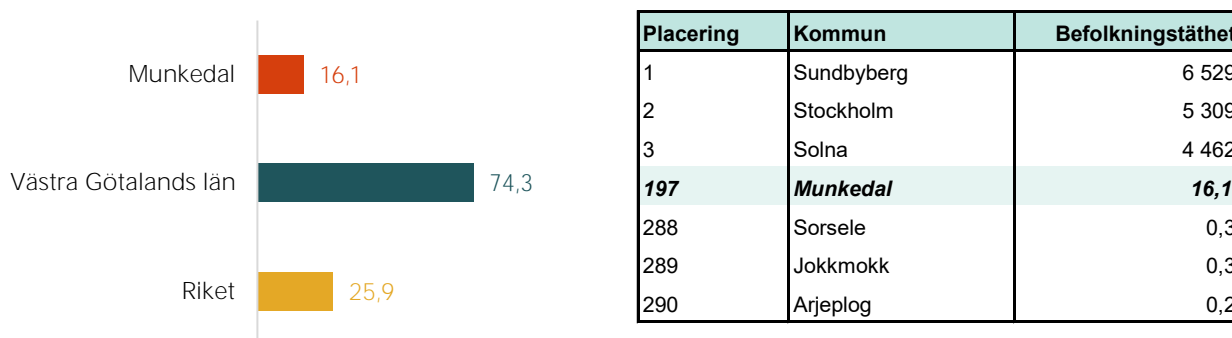 Munkedal 16,1
Västra Götalands län 74,3
Riket 25,9
Placering Kommun Befolkningstäthet
1 Sundbyberg 6 529
2 Stockholm 5 309
3 Solna 4 462
197 Munkedal 16,1
288 Sorsele 0,3
289 Jokkmokk 0,3
290 Arjeplog 0,2